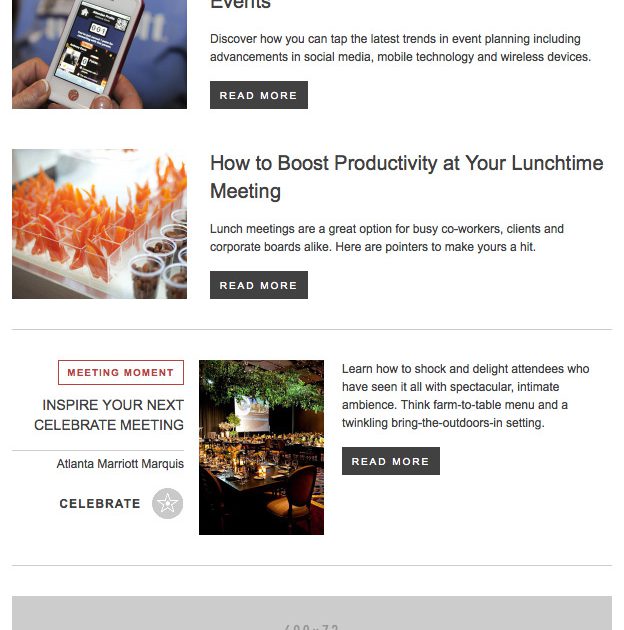 Events
Discover how you can tap the latest trends in event planning including
advancements in social media, mobile technology and wireless devices.
READ MORE
How to Boost Productivity at Your Lunchtime
Meeting
Lunch meetings are a great option for busy co-workers, clients and
corporate boards alike. Here are pointers to make yours a hit.
READ MORE
MEETING MOMENT
INSPIRE YOUR NEXT
CELEBRATE MEETING
Atlanta Marriott Marquis
CELEBRATE
Learn how to shock and delight attendees who
have seen it all with spectacular, intimate
ambience. Think farm-to-table menu and a
twinkling bring-the-outdoors-in setting.
READ MORE